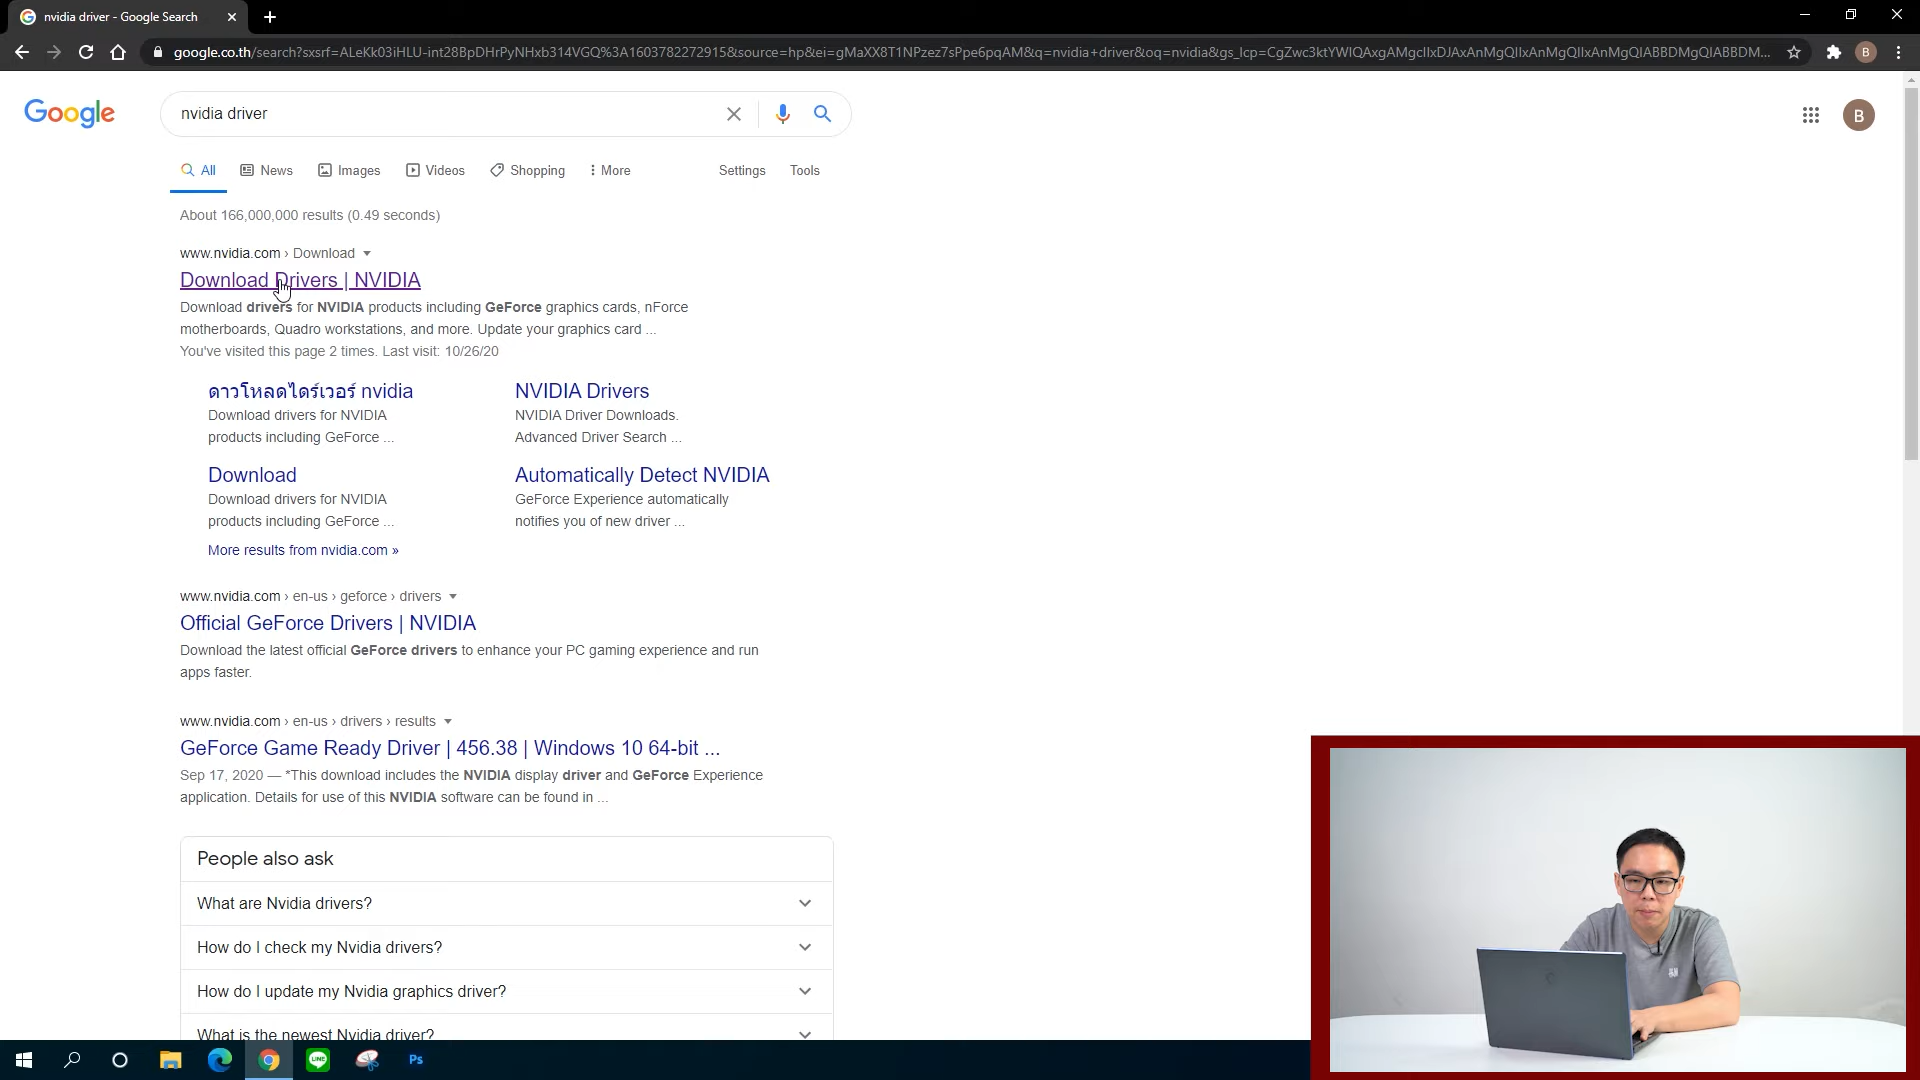 nvidia driver - Google Search
google.co.th/search?sxsrf=ALeKk03iHLU-int28BpDHrPyNHxb314VGQ%3A1603782272915&source=hp&ei=gMaXX8T1NPzez7sPpe6pqAM&q=nvidia+driver&oq=nvidia&gs_lcp=CgZwc3ktYWIQAxgAMgcIIxDJAxAnMgQIIxAnMgQIIxAnMgQIABBDMgQIABBDM...
B
Google
nvidia driver
B
All News Images Videos Shopping More Settings Tools
About 166,000,000 results (0.49 seconds)
www.nvidia.com › Download
Download Drivers | NVIDIA
Download drivers for NVIDIA products including GeForce graphics cards, nForce
motherboards, Quadro workstations, and more. Update your graphics card ...
You've visited this page 2 times. Last visit: 10/26/20
ดาวโหลดไดร์เวอร์ nvidia
Download drivers for NVIDIA
products including GeForce ...
NVIDIA Drivers
NVIDIA Driver Downloads.
Advanced Driver Search ...
Download
Download drivers for NVIDIA
products including GeForce ...
Automatically Detect NVIDIA
GeForce Experience automatically
notifies you of new driver ...
More results from nvidia.com »
www.nvidia.com › en-us › geforce › drivers
Official GeForce Drivers | NVIDIA
Download the latest official GeForce drivers to enhance your PC gaming experience and run
apps faster.
www.nvidia.com › en-us › drivers › results
GeForce Game Ready Driver | 456.38 | Windows 10 64-bit ...
Sep 17, 2020 — *This download includes the NVIDIA display driver and GeForce Experience
application. Details for use of this NVIDIA software can be found in ...
People also ask
What are Nvidia drivers?
How do I check my Nvidia drivers?
How do I update my Nvidia graphics driver?
What is the newest Nvidia driver?
LINE
Ps